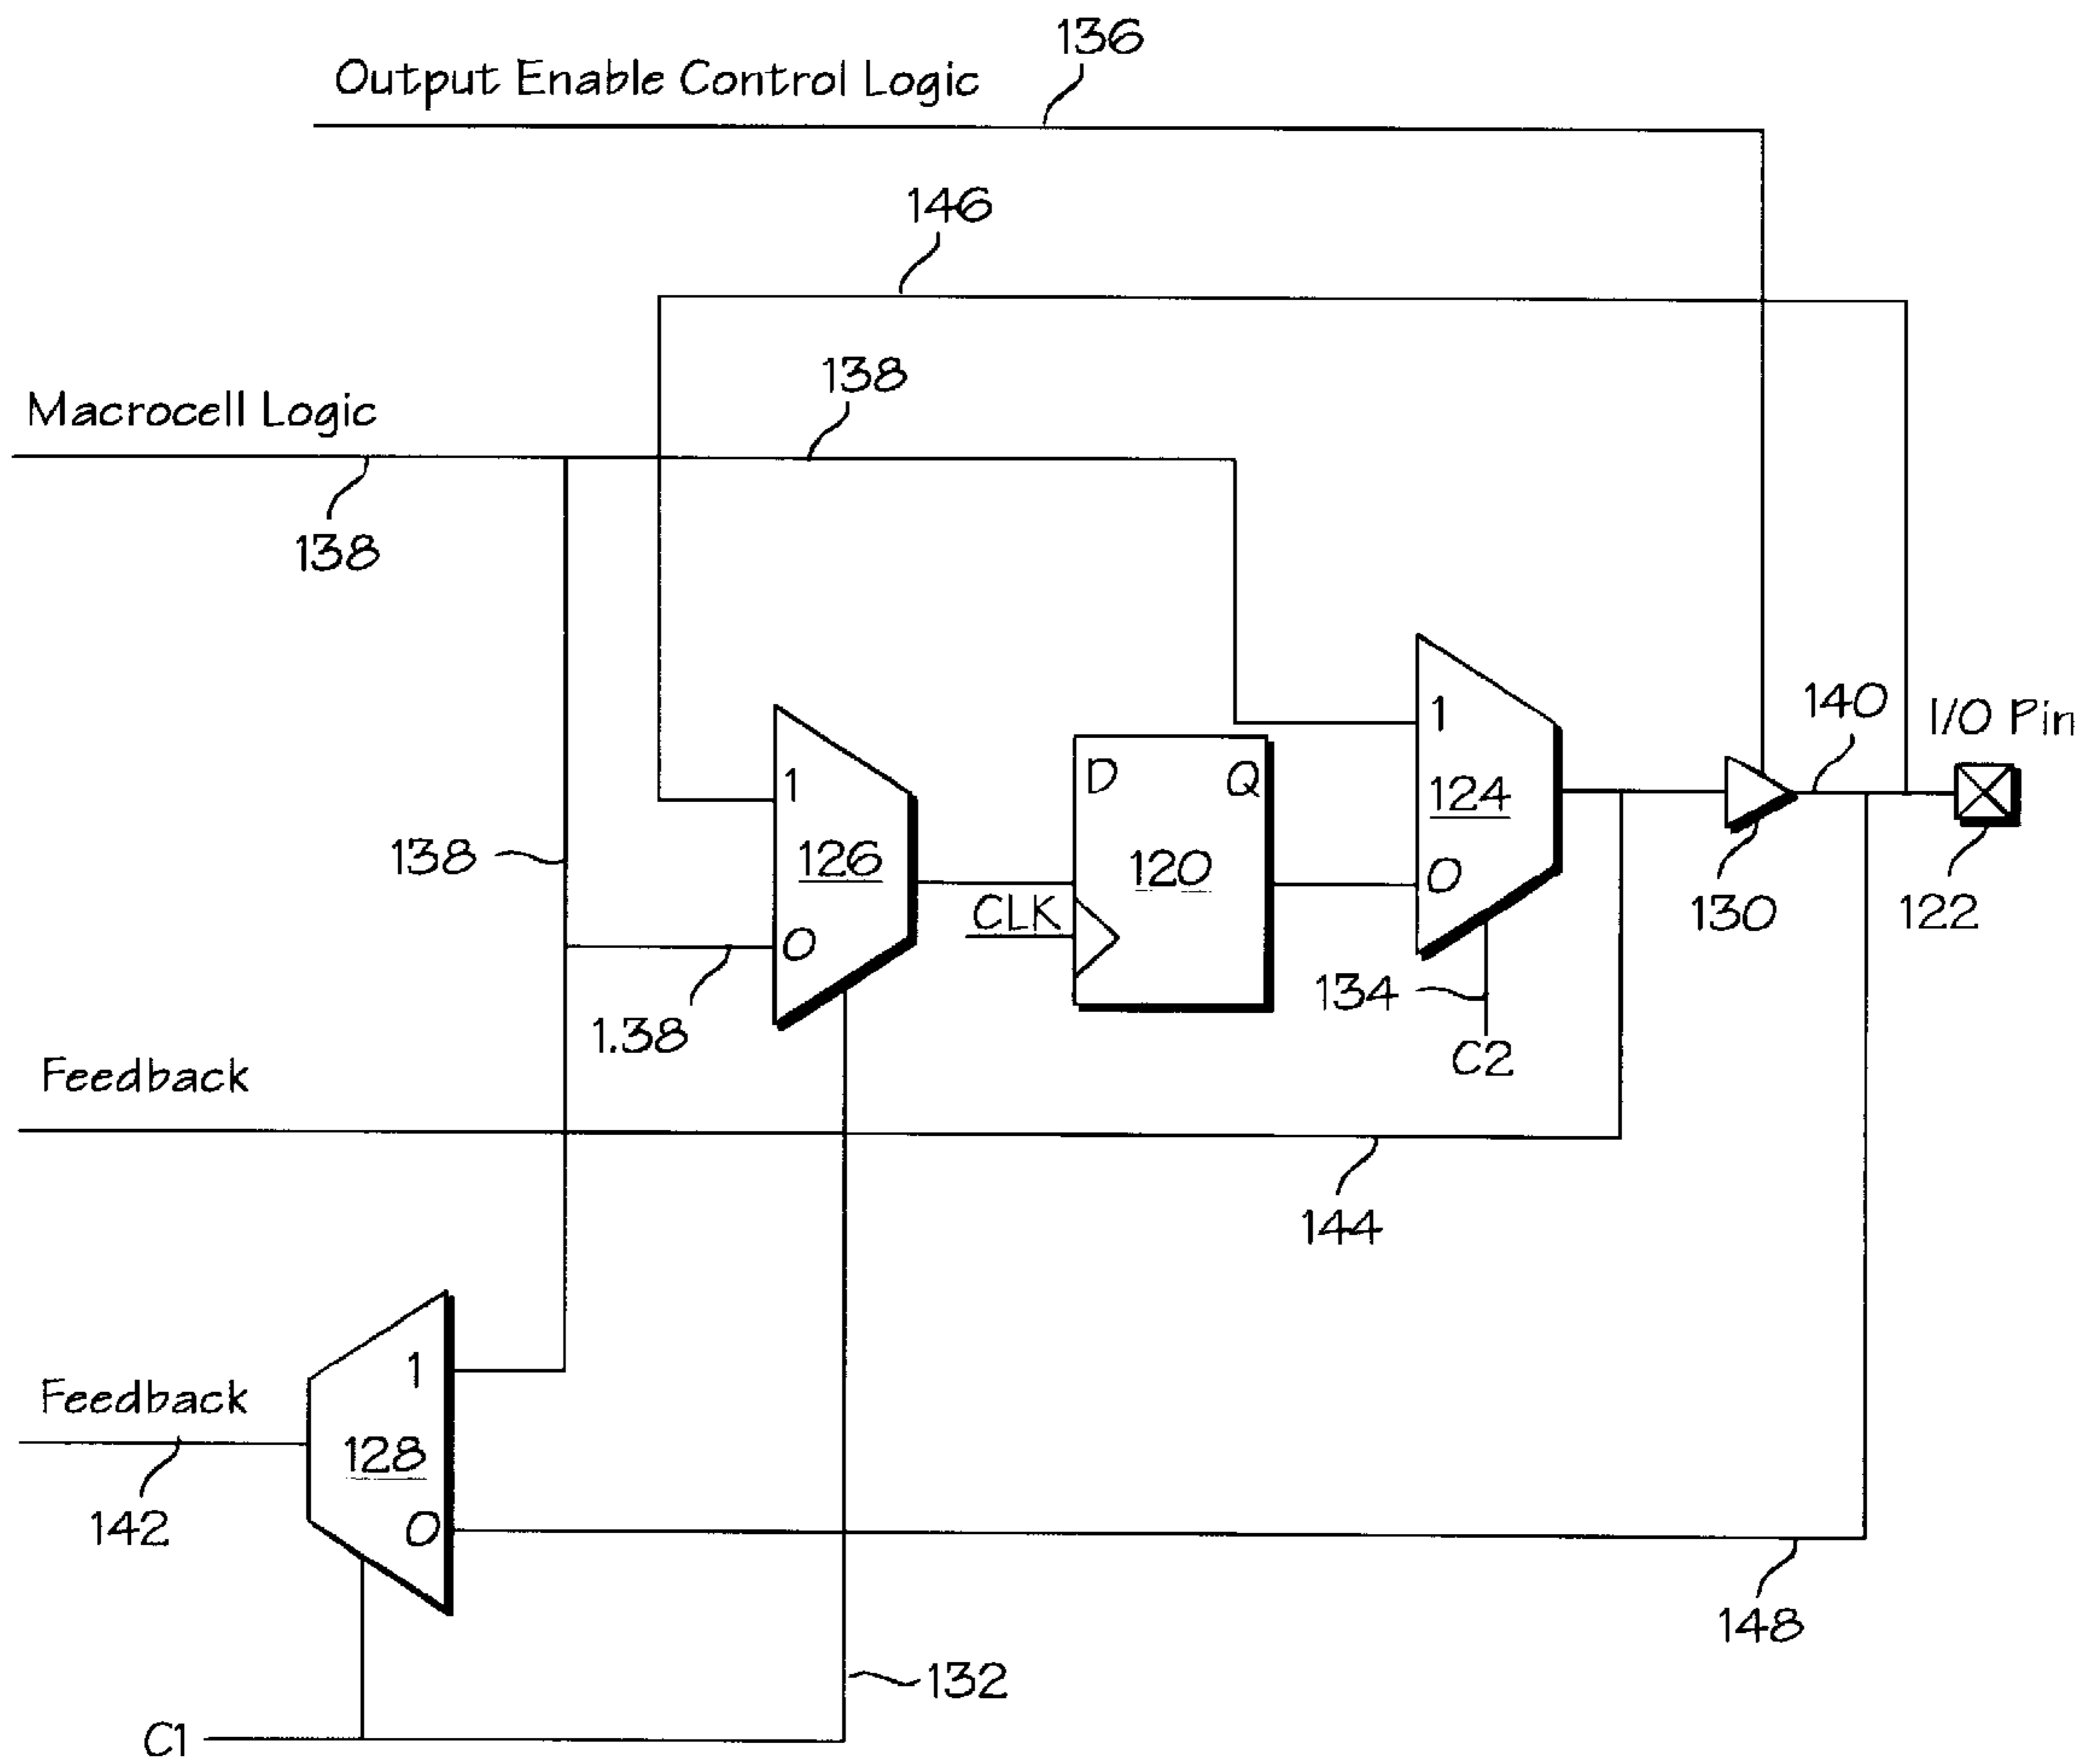 136
Output Enable Control Logic
146
138
Macrocell Logic
138
140
I/O Pin
1
124
0
1
126
0
D Q
120
CLK
138
1.38
130
122
134
C2
Feedback
144
1
128
0
Feedback
142
148
132
C1